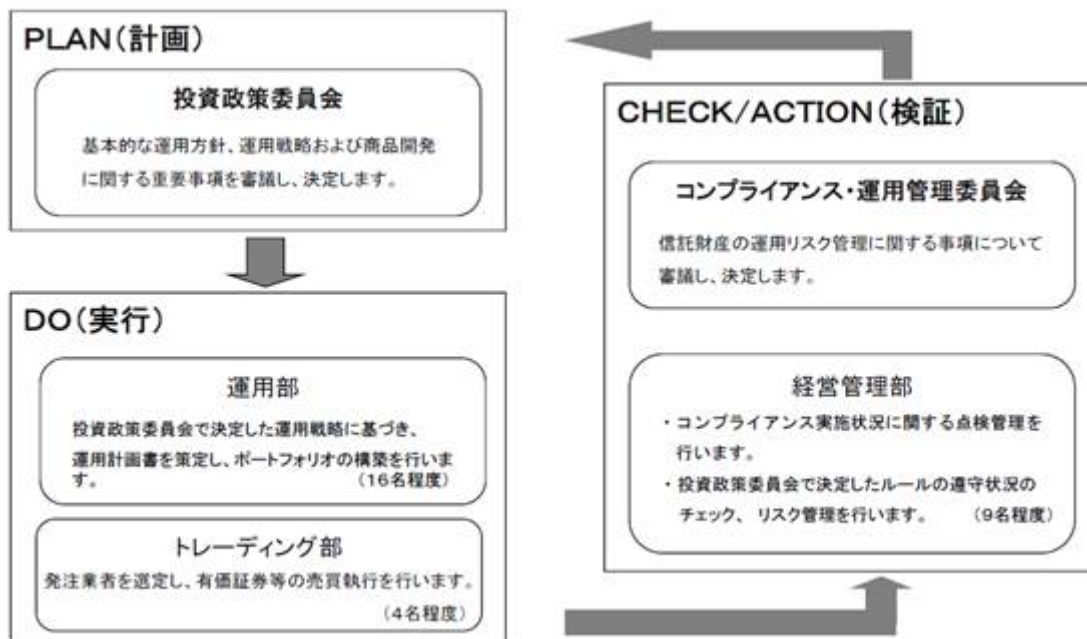 PLAN(計画)
投資政策委員会
基本的な運用方針、運用戦略および商品開発
に関する重要事項を審議し、決定します。
DO(実行)
運用部
投資政策委員会で決定した運用戦略に基づき、
運用計画書を策定し、ポートフォリオの構築を行いま
す。 (16名程度)
トレーディング部
発注業者を選定し、有価証券等の売買執行を行います。
(4名程度)
CHECK/ACTION(検証)
コンプライアンス・運用管理委員会
信託財産の運用リスク管理に関する事項について
審議し、決定します。
経営管理部
・コンプライアンス実施状況に関する点検管理を
行います。
・投資政策委員会で決定したルールの遵守状況の
チェック、リスク管理を行います。 (9名程度)